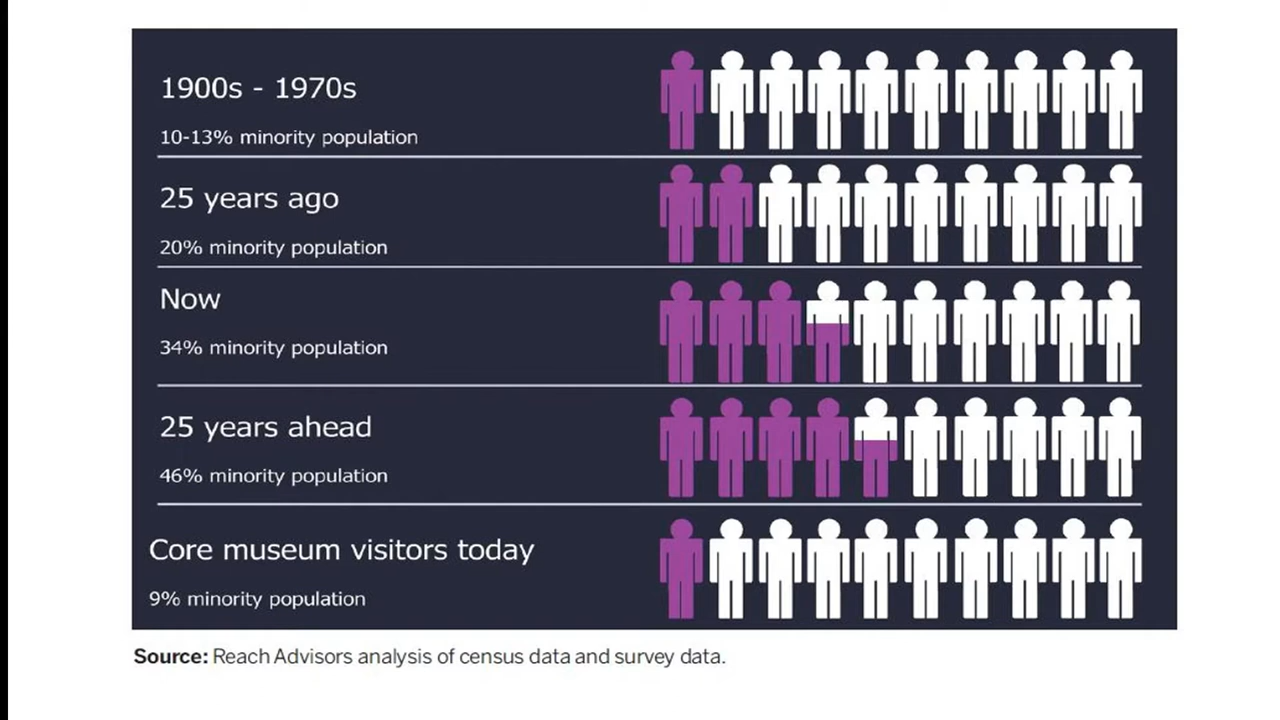 1900s - 1970s
10-13% minority population
25 years ago
20% minority population
Now
34% minority population
25 years ahead
46% minority population
Core museum visitors today
9% minority population
Source: Reach Advisors analysis of census data and survey data.